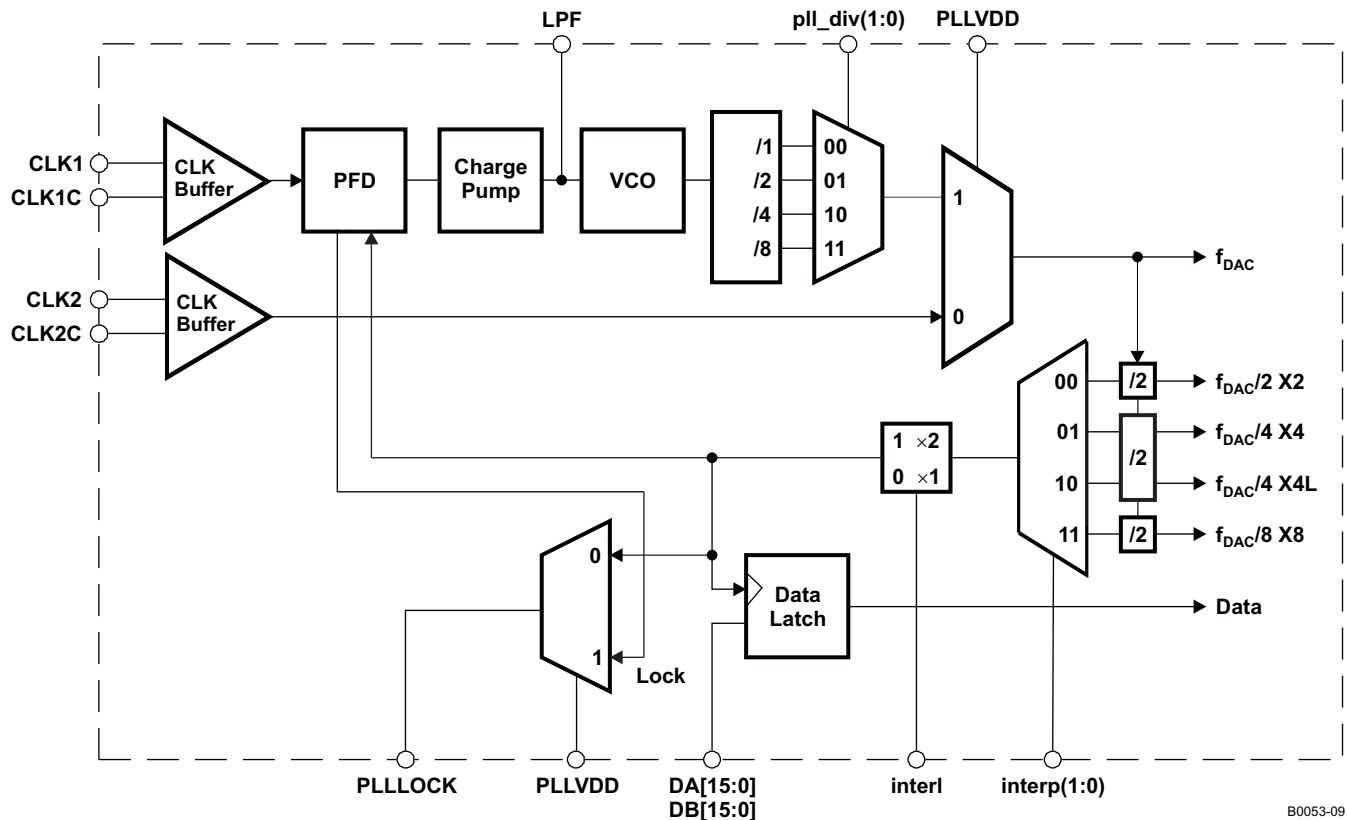 LPF
pll_div(1:0)
PLLVDD
CLK1
CLK1C
CLK
Buffer
PFD
Charge
Pump
VCO
/1
/2
/4
/8
00
01
10
11
1
0
f_DAC
CLK2
CLK2C
CLK
Buffer
00
01
10
11
/2
/2
/2
f_DAC/2 X2
f_DAC/4 X4
f_DAC/4 X4L
f_DAC/8 X8
1 ×2
0 ×1
0
1
Lock
Data
Latch
Data
PLLLOCK
PLLVDD
DA[15:0]
DB[15:0]
interl
interp(1:0)
B0053-09